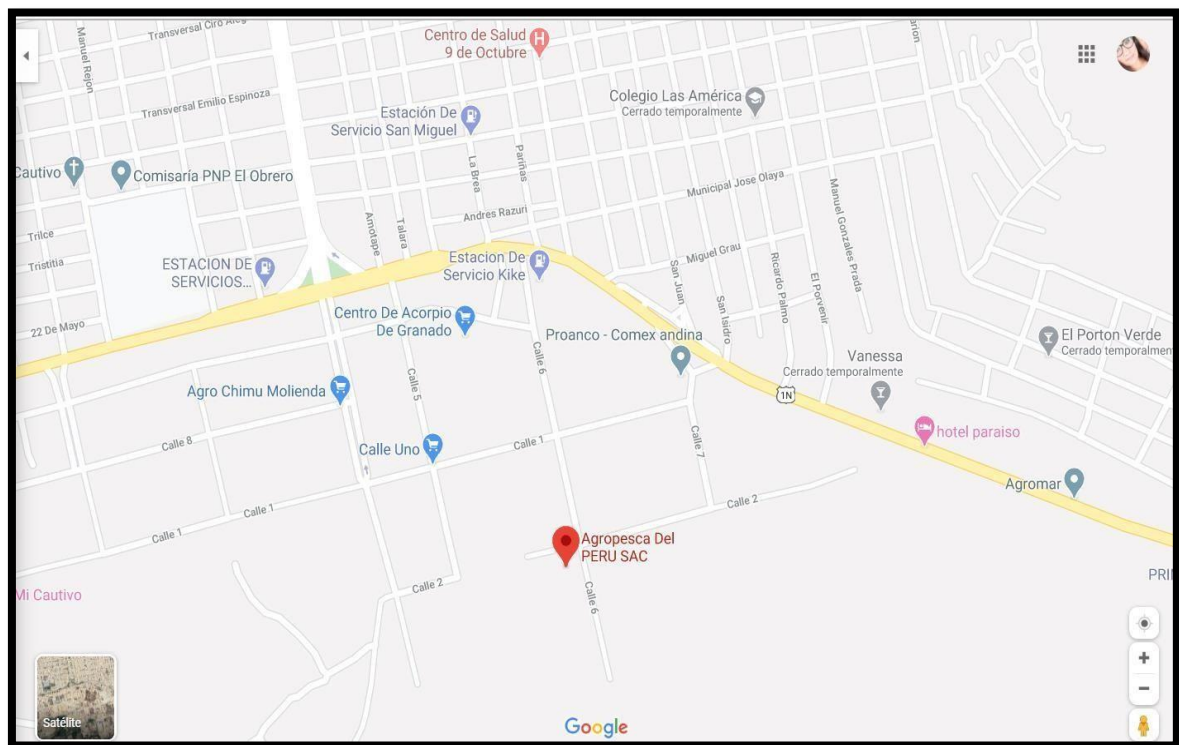 Manuel Rejon
Transversal Ciro Aleg
Centro de Salud
9 de Octubre
arion
Transversal Emilio Espinoza
Colegio Las América
Cerrado temporalmente
Estación De
Servicio San Miguel
Pariñas
La Brea
Cautivo
Comisaría PNP El Obrero
Municipal Jose Olaya
Manuel Gonzales Prada
Andres Razuri
Amotape
Talara
Trilce
Tristitia
Miguel Grau
ESTACION DE
SERVICIOS...
Estacion De
Servicio Kike
San Juan
Ricardo Palmo
El Porvenir
San Isidro
22 De Mayo
Centro De Acorpio
De Granado
Proanco - Comex andina
El Porton Verde
Cerrado temporalmen
Vanessa
Cerrado temporalmente
Calle 6
Calle 5
Agro Chimu Molienda
1N
hotel paraiso
Calle 8
Calle 1
Calle 7
Calle Uno
Agromar
Calle 2
Calle 1
Calle 1
Agropesca Del
PERU SAC
Calle 2
Calle 6
PRI
Mi Cautivo
Satélite
Google